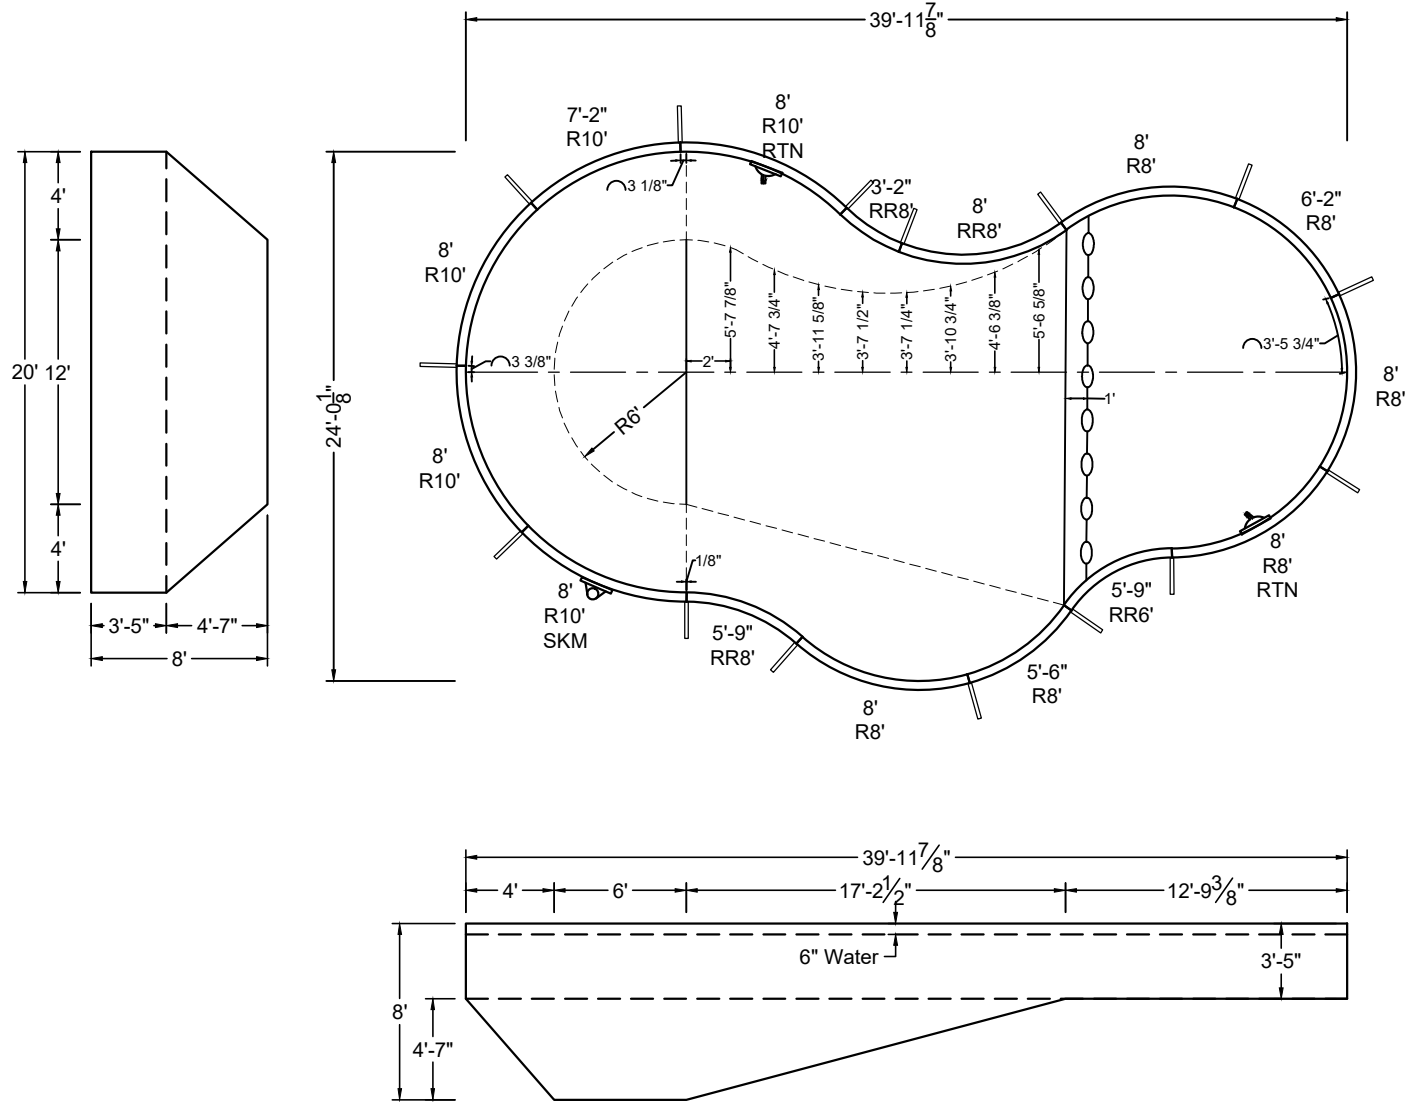 39'-11 7/8"
7'-2"
R10'
8'
R10'
RTN
3'-2"
RR8'
8'
RR8'
8'
R8'
6'-2"
R8'
3 1/8"
8'
R10'
3 3/8"
5'-7 7/8"
4'-7 3/4"
3'-11 5/8"
3'-7 1/2"
3'-7 1/4"
3'-10 3/4"
4'-6 3/8"
5'-6 5/8"
3'-5 3/4"
2'
8'
R8'
1'
R6'
8'
R10'
4'
20'
12'
4'
3'-5"
4'-7"
8'
24'-0 1/8"
1/8"
8'
R10'
SKM
5'-9"
RR8'
8'
R8'
5'-6"
R8'
5'-9"
RR6'
8'
R8'
RTN
39'-11 7/8"
4'
6'
17'-2 1/2"
12'-9 3/8"
6" Water
3'-5"
8'
4'-7"